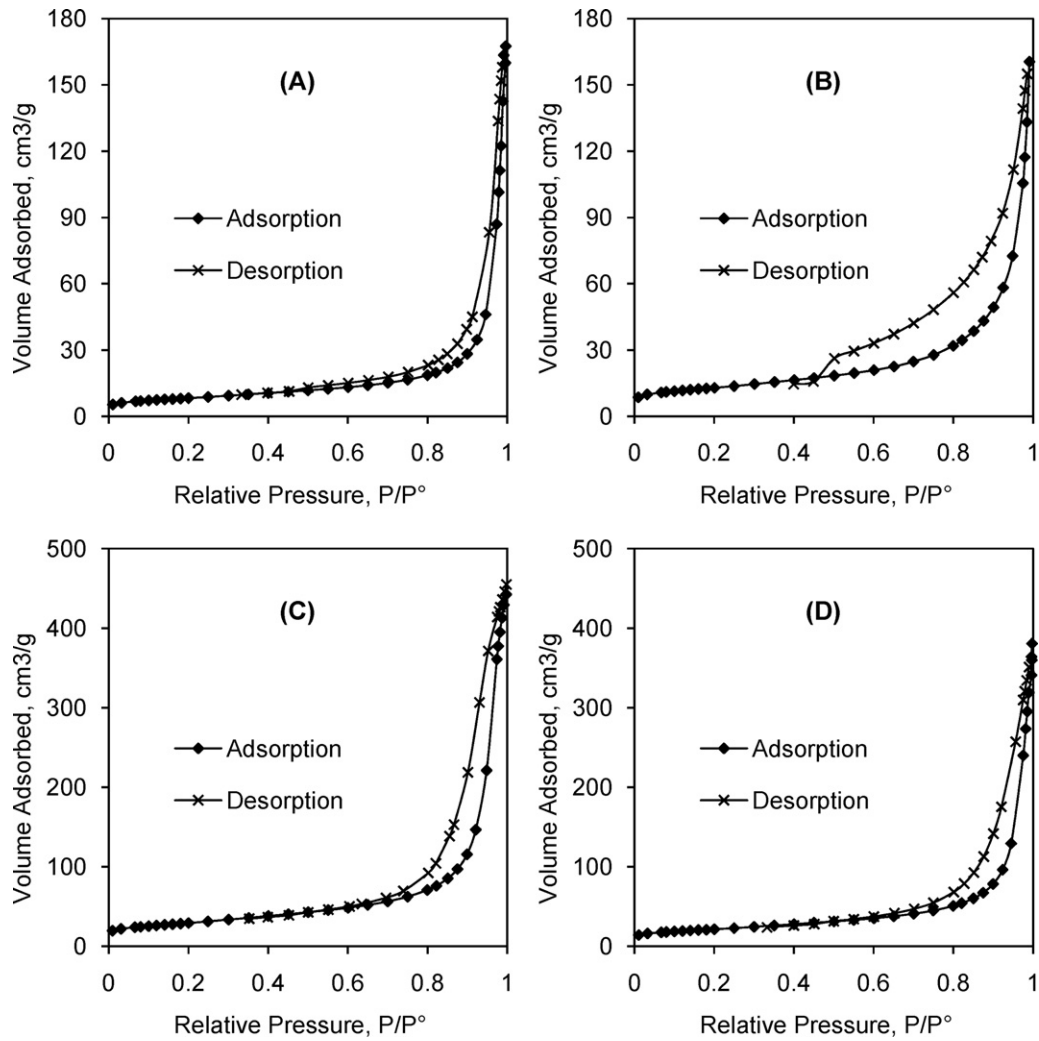 180
150
120
90
60
30
0
0 0.2 0.4 0.6 0.8 1
Volume Adsorbed, cm3/g
Relative Pressure, P/P°
(A)
Adsorption
Desorption
180
150
120
90
60
30
0
0 0.2 0.4 0.6 0.8 1
Volume Adsorbed, cm3/g
Relative Pressure, P/P°
(B)
Adsorption
Desorption
500
400
300
200
100
0
0 0.2 0.4 0.6 0.8 1
Volume Adsorbed, cm3/g
Relative Pressure, P/P°
(C)
Adsorption
Desorption
500
400
300
200
100
0
0 0.2 0.4 0.6 0.8 1
Volume Adsorbed, cm3/g
Relative Pressure, P/P°
(D)
Adsorption
Desorption